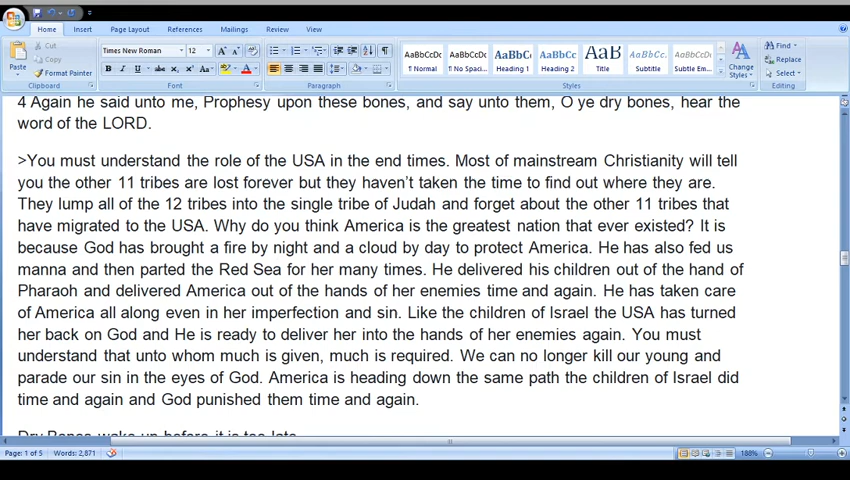 Home Insert Page Layout References Mailings Review View
Cut
Copy
Paste
Format Painter
Clipboard
Times New Roman 12
Font
Paragraph
AaBbCcDc AaBbCcDc AaBbC AaBbCc AaB AaBbCc. AaBbCcDc
¶ Normal ¶ No Spaci... Heading 1 Heading 2 Title Subtitle Subtle Em...
Change Styles
Styles
Find
Replace
Select
Editing
4 Again he said unto me, Prophesy upon these bones, and say unto them, O ye dry bones, hear the
word of the LORD.
>You must understand the role of the USA in the end times. Most of mainstream Christianity will tell
you the other 11 tribes are lost forever but they haven’t taken the time to find out where they are.
They lump all of the 12 tribes into the single tribe of Judah and forget about the other 11 tribes that
have migrated to the USA. Why do you think America is the greatest nation that ever existed? It is
because God has brought a fire by night and a cloud by day to protect America. He has also fed us
manna and then parted the Red Sea for her many times. He delivered his children out of the hand of
Pharaoh and delivered America out of the hands of her enemies time and again. He has taken care
of America all along even in her imperfection and sin. Like the children of Israel the USA has turned
her back on God and He is ready to deliver her into the hands of her enemies again. You must
understand that unto whom much is given, much is required. We can no longer kill our young and
parade our sin in the eyes of God. America is heading down the same path the children of Israel did
time and again and God punished them time and again.
Dry Bones wake up before it is too late
Page: 1 of 5 Words: 2,871 188%